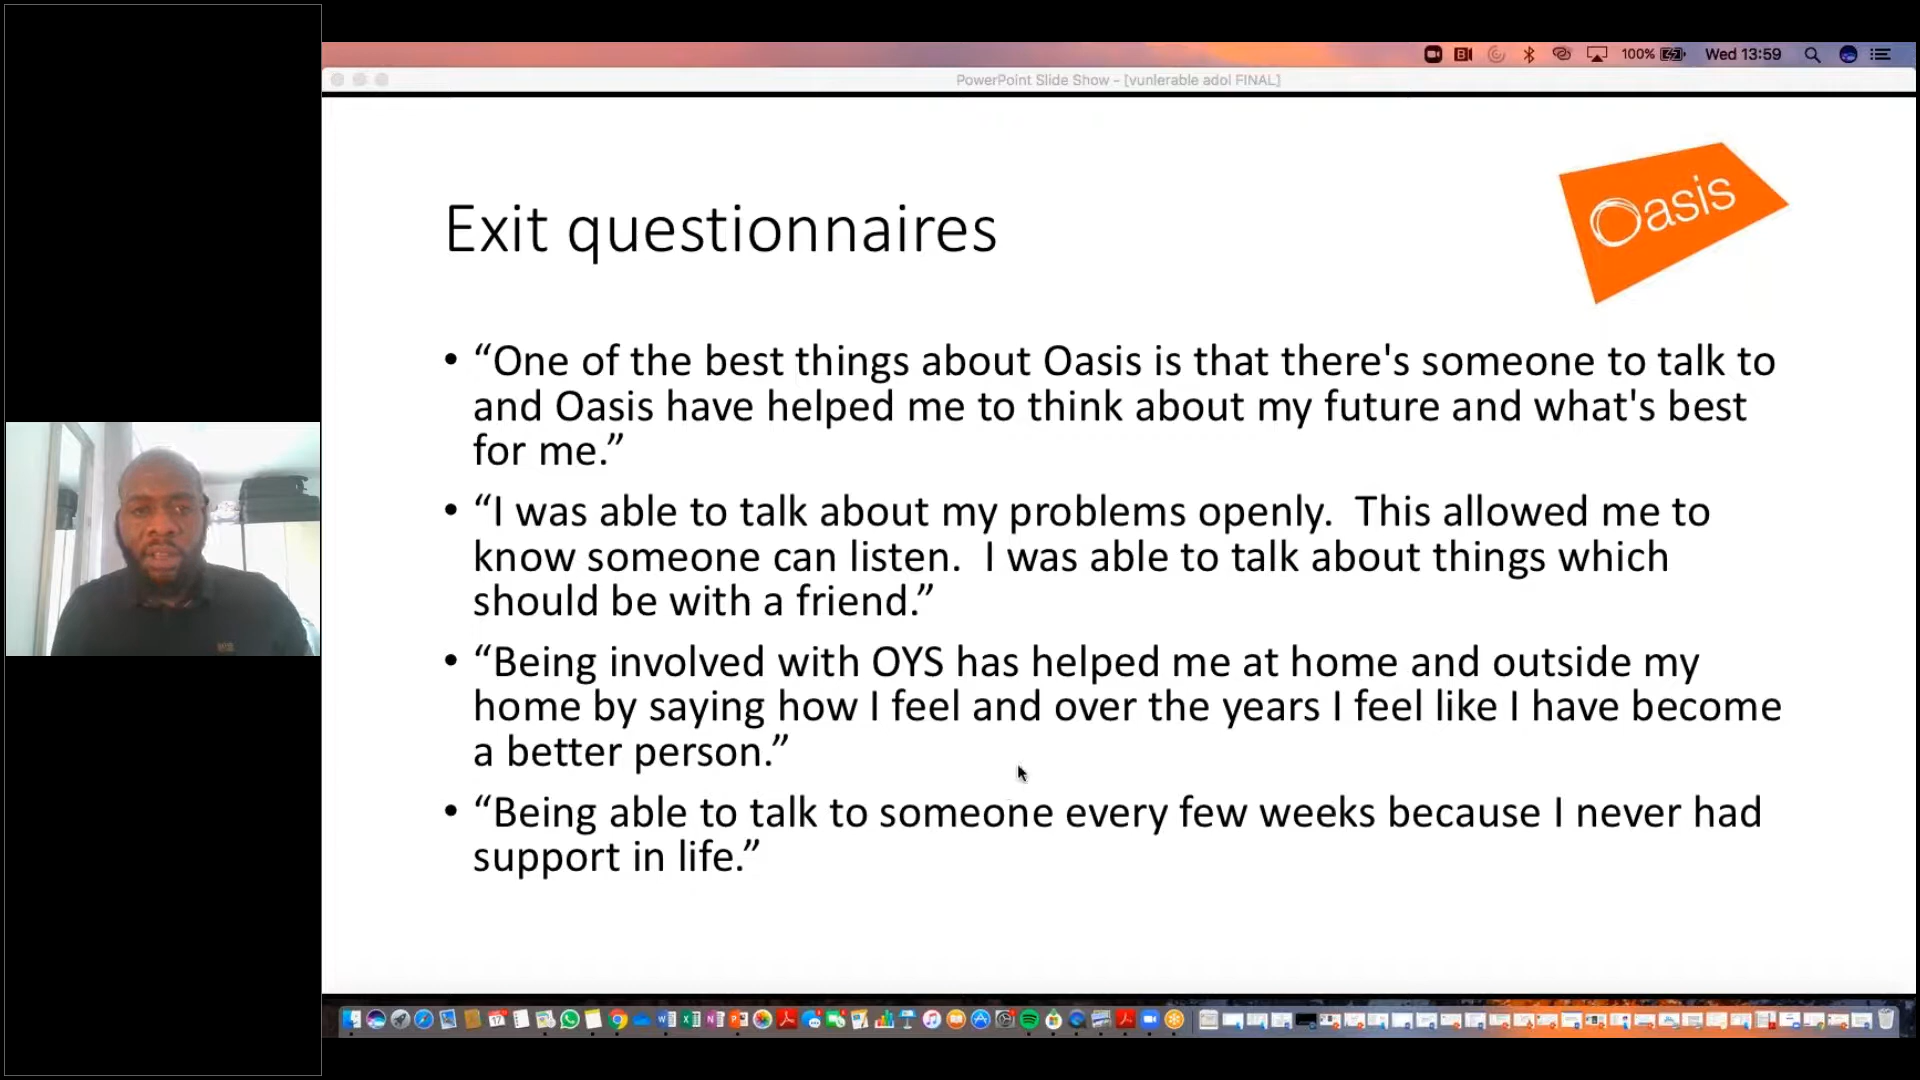 100% Wed 13:59
PowerPoint Slide Show - [vunlerable adol FINAL]
Oasis
Exit questionnaires
• “One of the best things about Oasis is that there's someone to talk to
and Oasis have helped me to think about my future and what's best
for me.”
• “I was able to talk about my problems openly.  This allowed me to
know someone can listen.  I was able to talk about things which
should be with a friend.”
• “Being involved with OYS has helped me at home and outside my
home by saying how I feel and over the years I feel like I have become
a better person.”
• “Being able to talk to someone every few weeks because I never had
support in life.”
17